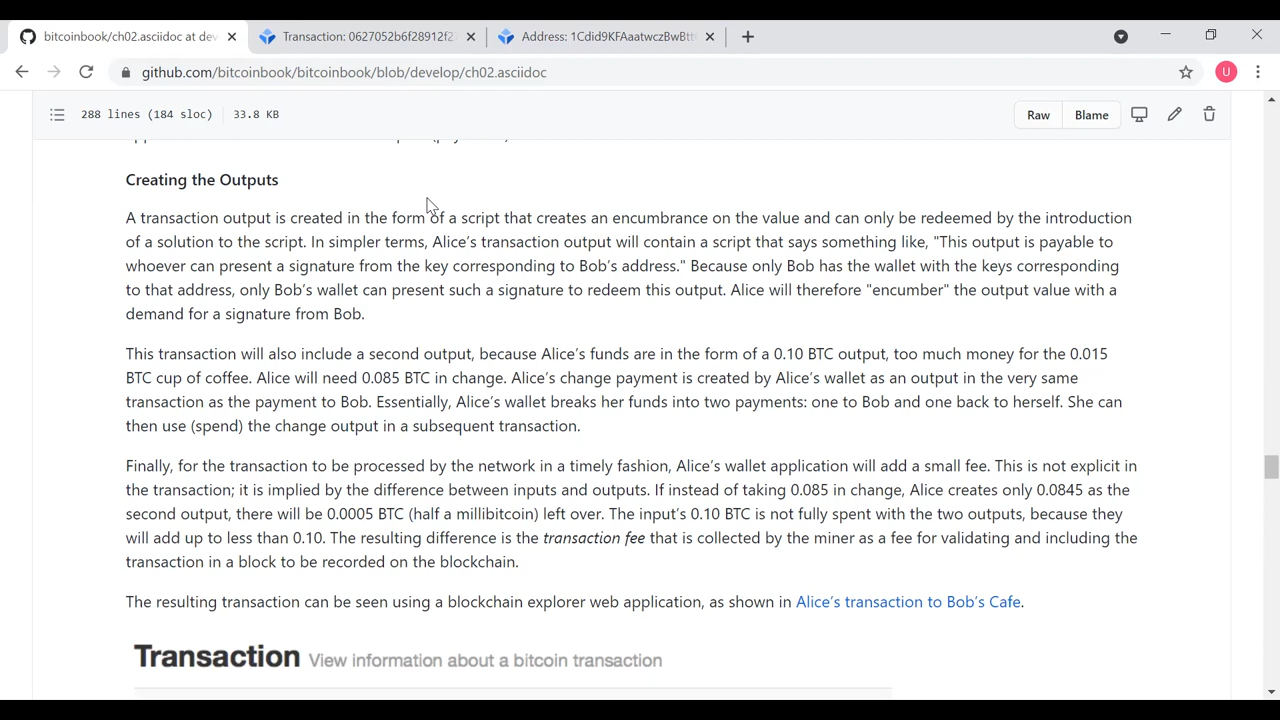 bitcoinbook/ch02.asciidoc at dev
Transaction: 0627052b6f28912f2
Address: 1Cdid9KFAaatwczBwBtt
github.com/bitcoinbook/bitcoinbook/blob/develop/ch02.asciidoc
U
288 lines (184 sloc)
33.8 KB
Raw
Blame
Creating the Outputs
A transaction output is created in the form of a script that creates an encumbrance on the value and can only be redeemed by the introduction
of a solution to the script. In simpler terms, Alice’s transaction output will contain a script that says something like, "This output is payable to
whoever can present a signature from the key corresponding to Bob’s address." Because only Bob has the wallet with the keys corresponding
to that address, only Bob’s wallet can present such a signature to redeem this output. Alice will therefore "encumber" the output value with a
demand for a signature from Bob.
This transaction will also include a second output, because Alice’s funds are in the form of a 0.10 BTC output, too much money for the 0.015
BTC cup of coffee. Alice will need 0.085 BTC in change. Alice’s change payment is created by Alice’s wallet as an output in the very same
transaction as the payment to Bob. Essentially, Alice’s wallet breaks her funds into two payments: one to Bob and one back to herself. She can
then use (spend) the change output in a subsequent transaction.
Finally, for the transaction to be processed by the network in a timely fashion, Alice’s wallet application will add a small fee. This is not explicit in
the transaction; it is implied by the difference between inputs and outputs. If instead of taking 0.085 in change, Alice creates only 0.0845 as the
second output, there will be 0.0005 BTC (half a millibitcoin) left over. The input’s 0.10 BTC is not fully spent with the two outputs, because they
will add up to less than 0.10. The resulting difference is the transaction fee that is collected by the miner as a fee for validating and including the
transaction in a block to be recorded on the blockchain.
The resulting transaction can be seen using a blockchain explorer web application, as shown in Alice’s transaction to Bob’s Cafe.
Transaction View information about a bitcoin transaction